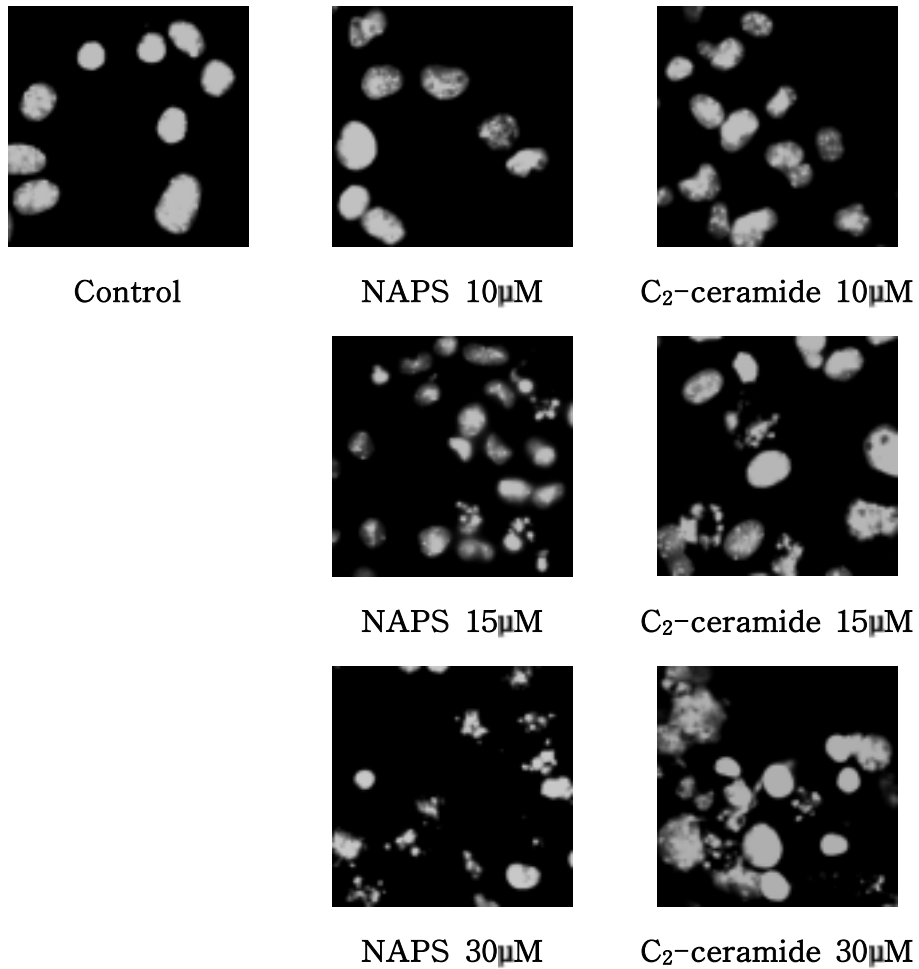 Control
NAPS 10μM
C₂-ceramide 10μM
NAPS 15μM
C₂-ceramide 15μM
NAPS 30μM
C₂-ceramide 30μM